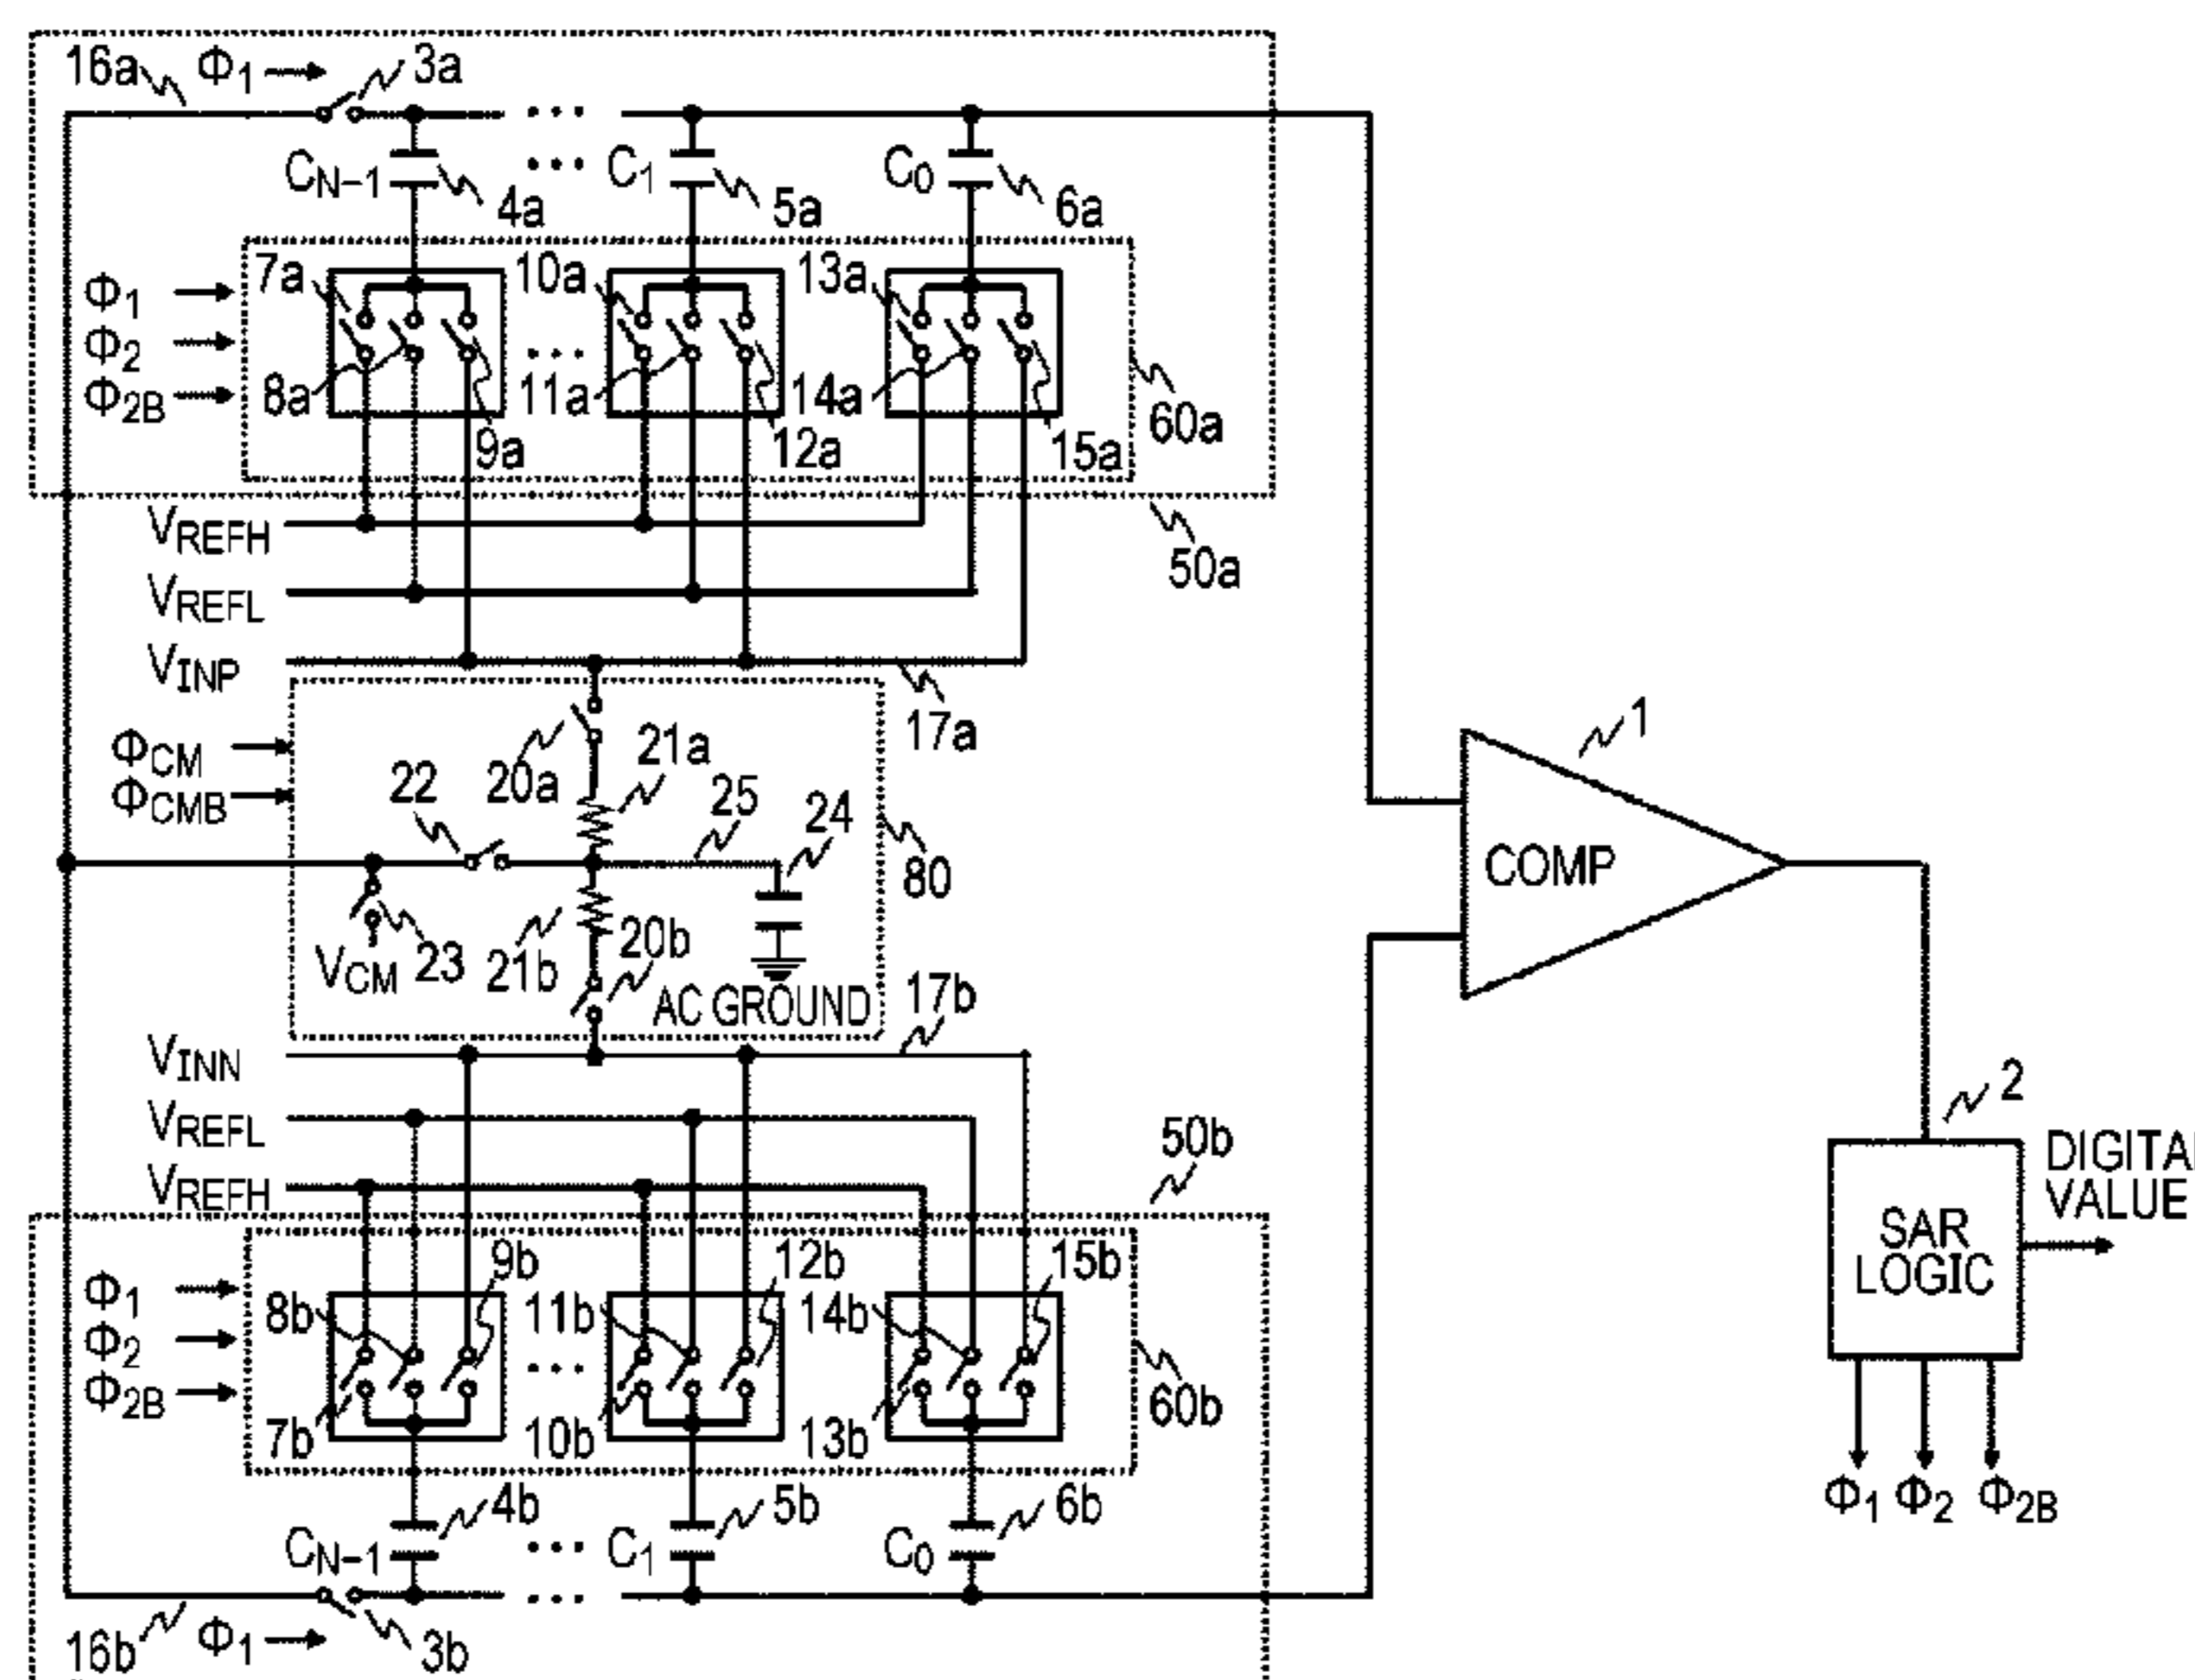 16a Φ1 3a
CN-1 4a C1 5a C0 6a
Φ1
Φ2
Φ2B
7a 10a 13a
8a 11a 14a
9a 12a 15a
60a
50a
VREFH
VREFL
VINP
17a
ΦCM
ΦCMB
20a 21a
22 25 24
80
VCM 23 21b 20b
AC GROUND
17b
1
COMP
VINN
VREFL
VREFH
50b
2
SAR
LOGIC
DIGITA
VALUE
Φ1 Φ2 Φ2B
Φ1
Φ2
Φ2B
8b 9b 11b 12b 14b 15b
7b 10b 13b
60b
CN-1 4b C1 5b C0 6b
16b Φ1 3b